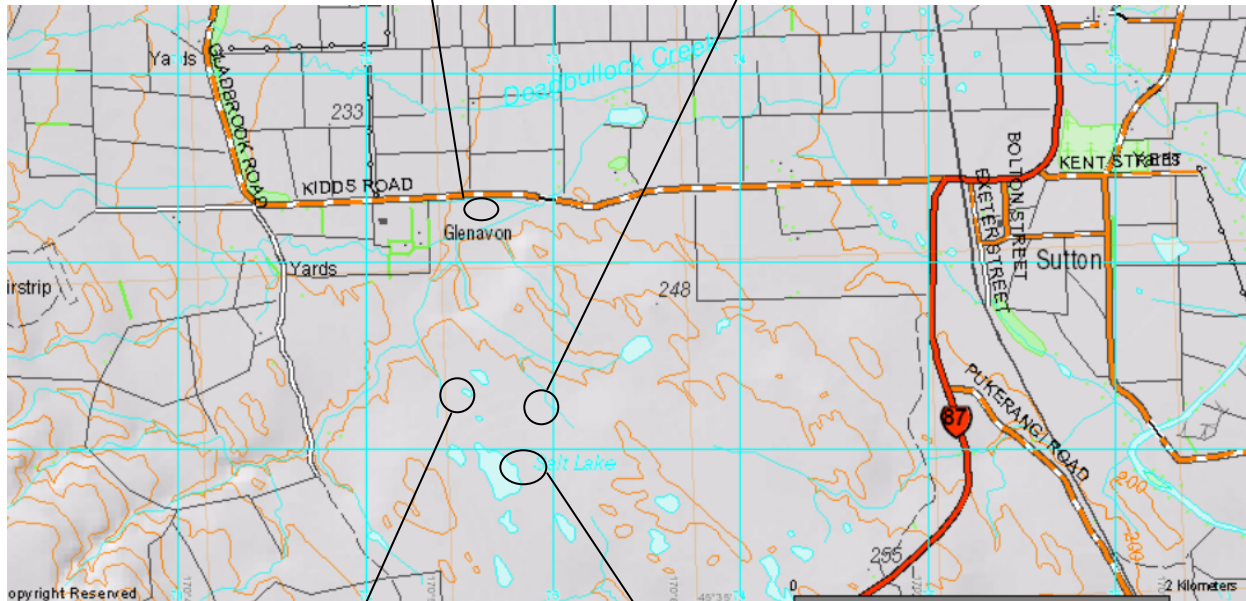 Yards
GLADBROOK ROAD
Deadbullock Creek
233
KIDDS ROAD
Glenavon
Yards
irstrip
248
BOLTON STREET
EXETER STREET
KENT STREET
Sutton
PUKERANGI ROAD
87
Salt Lake
200
200
255
opyright Reserved
0
2 Kilometers